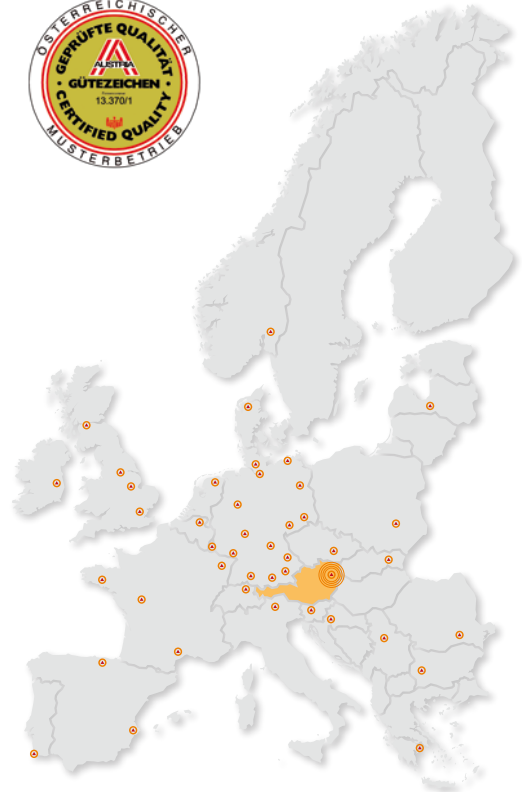 ÖSTERREICHISCHER
GEPRÜFTE QUALITÄT
AUSTRIA
GÜTEZEICHEN
13.370/1
CERTIFIED QUALITY
MUSTERBETRIEB